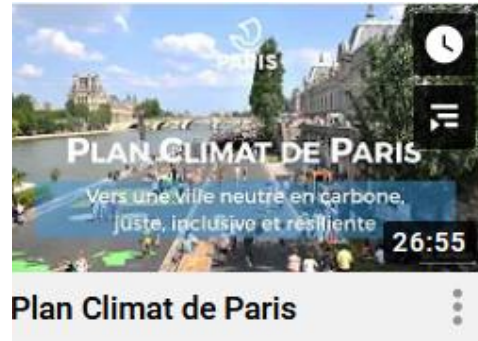 PARIS
PLAN CLIMAT DE PARIS
Vers une ville neutre en carbone,
juste, inclusive et résiliente
26:55
Plan Climat de Paris